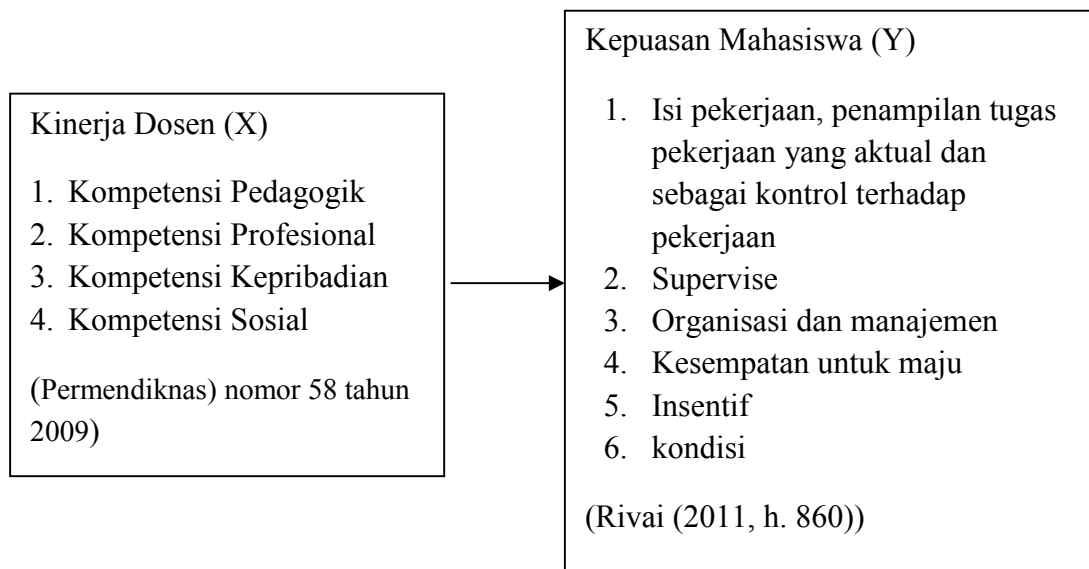 Kinerja Dosen (X)
1. Kompetensi Pedagogik
2. Kompetensi Profesional
3. Kompetensi Kepribadian
4. Kompetensi Sosial
(Permendiknas) nomor 58 tahun
2009)
Kepuasan Mahasiswa (Y)
1. Isi pekerjaan, penampilan tugas
pekerjaan yang aktual dan
sebagai kontrol terhadap
pekerjaan
2. Supervise
3. Organisasi dan manajemen
4. Kesempatan untuk maju
5. Insentif
6. kondisi
(Rivai (2011, h. 860))